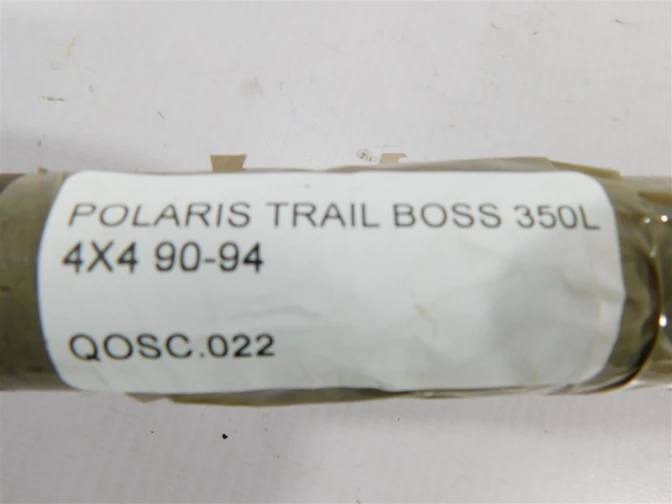 POLARIS TRAIL BOSS 350L
4X4 90-94
QOSC.022